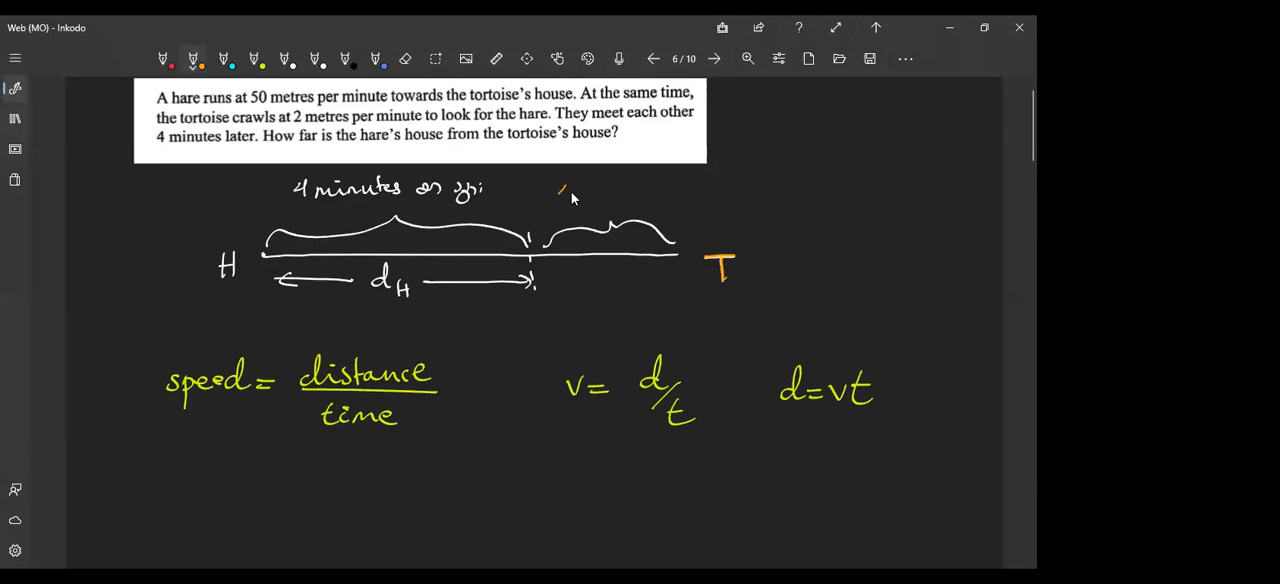 Web (MO) - Inkodo
6/10
A hare runs at 50 metres per minute towards the tortoise's house. At the same time,
the tortoise crawls at 2 metres per minute to look for the hare. They meet each other
4 minutes later. How far is the hare's house from the tortoise's house?
4 minutes
H
T
d_H
speed = distance/time
v = d/t
d = vt